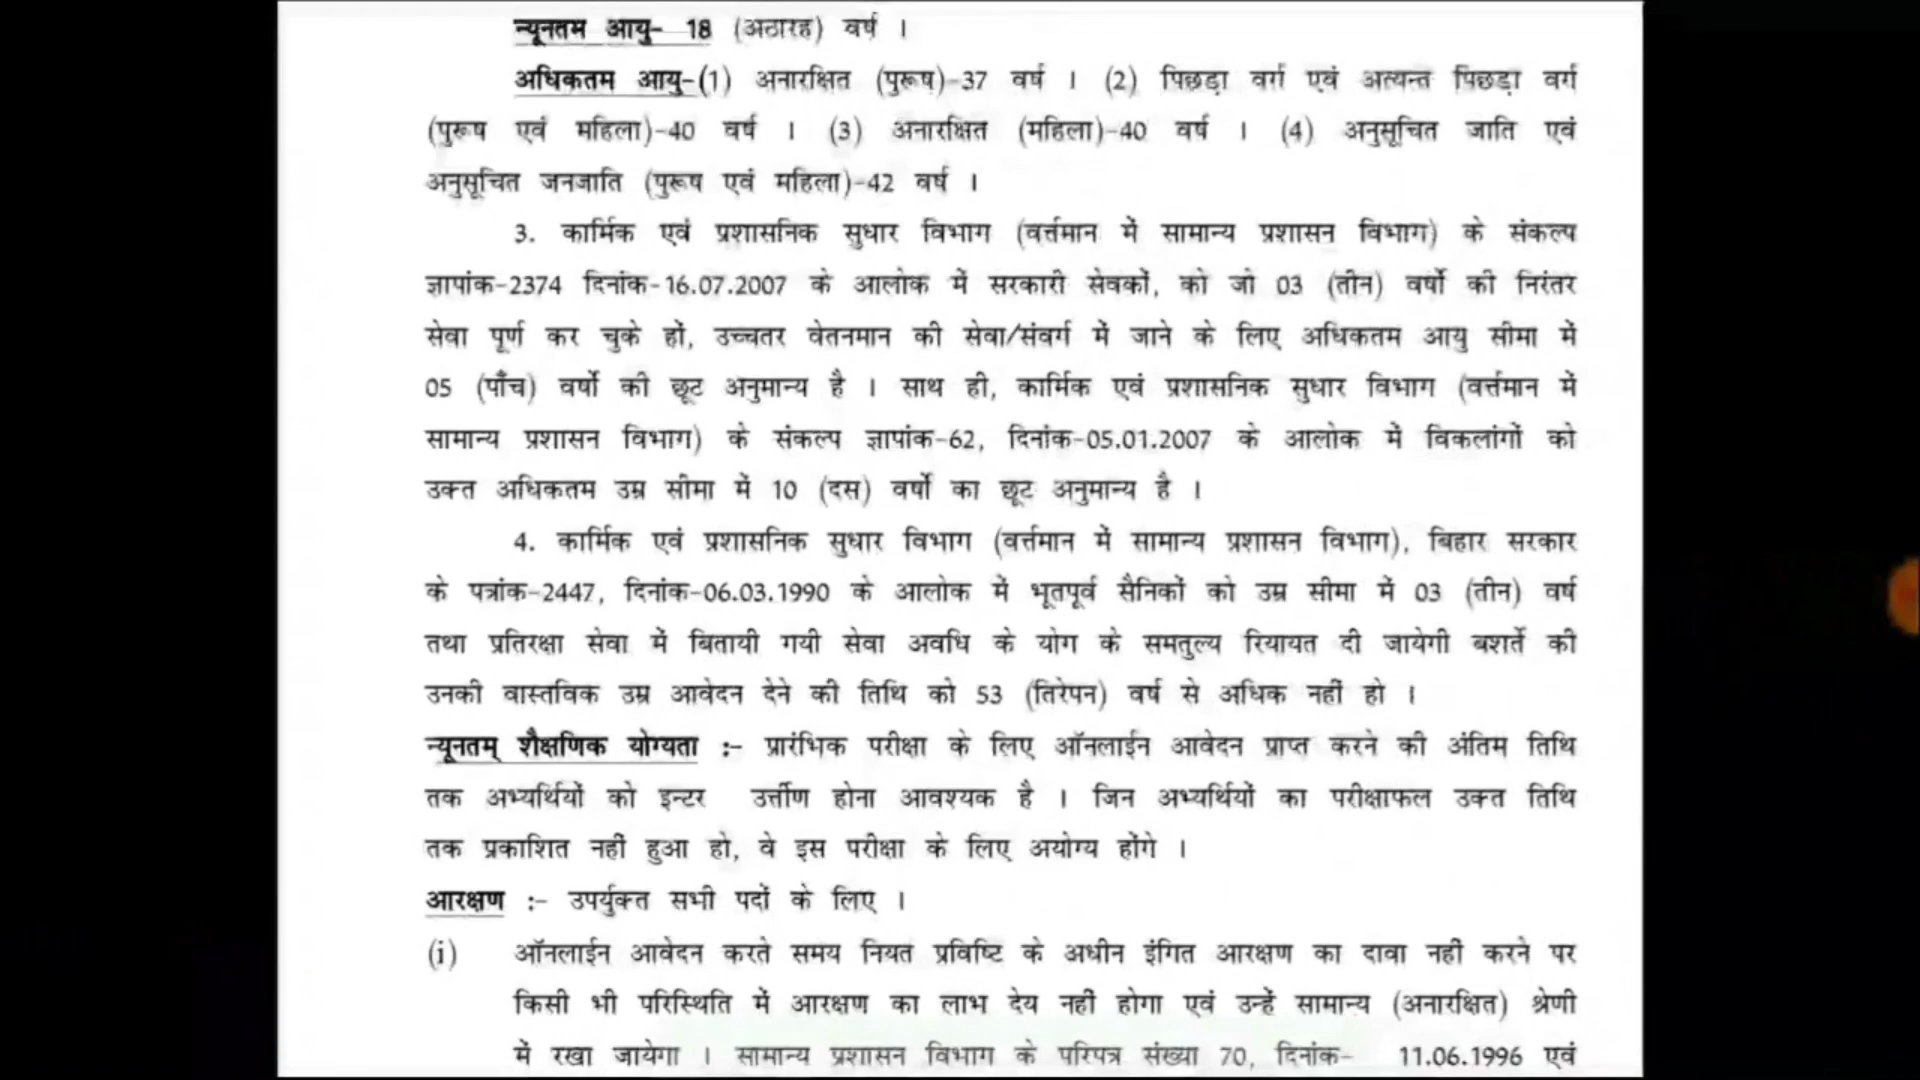 न्यूनतम आयु- 18 (अठारह) वर्ष ।
अधिकतम आयु-(1) अनारक्षित (पुरूष)-37 वर्ष । (2) पिछड़ा वर्ग एवं अत्यन्त पिछड़ा वर्ग
(पुरूष एवं महिला)-40 वर्ष । (3) अनारक्षित (महिला)-40 वर्ष । (4) अनुसूचित जाति एवं
अनुसूचित जनजाति (पुरूष एवं महिला)-42 वर्ष ।
3. कार्मिक एवं प्रशासनिक सुधार विभाग (वर्त्तमान में सामान्य प्रशासन विभाग) के संकल्प
ज्ञापांक-2374 दिनांक-16.07.2007 के आलोक में सरकारी सेवकों, को जो 03 (तीन) वर्षो की निरंतर
सेवा पूर्ण कर चुके हों, उच्चतर वेतनमान की सेवा/संवर्ग में जाने के लिए अधिकतम आयु सीमा में
05 (पाँच) वर्षो की छूट अनुमान्य है । साथ ही, कार्मिक एवं प्रशासनिक सुधार विभाग (वर्त्तमान में
सामान्य प्रशासन विभाग) के संकल्प ज्ञापांक-62, दिनांक-05.01.2007 के आलोक में विकलांगों को
उक्त अधिकतम उम्र सीमा में 10 (दस) वर्षो का छूट अनुमान्य है ।
4. कार्मिक एवं प्रशासनिक सुधार विभाग (वर्त्तमान में सामान्य प्रशासन विभाग), बिहार सरकार
के पत्रांक-2447, दिनांक-06.03.1990 के आलोक में भूतपूर्व सैनिकों को उम्र सीमा में 03 (तीन) वर्ष
तथा प्रतिरक्षा सेवा में बितायी गयी सेवा अवधि के योग के समतुल्य रियायत दी जायेगी बशर्ते की
उनकी वास्तविक उम्र आवेदन देने की तिथि को 53 (तिरेपन) वर्ष से अधिक नहीं हो ।
न्यूनतम् शैक्षणिक योग्यता :- प्रारंभिक परीक्षा के लिए ऑनलाईन आवेदन प्राप्त करने की अंतिम तिथि
तक अभ्यर्थियों को इन्टर उर्त्तीण होना आवश्यक है । जिन अभ्यर्थियों का परीक्षाफल उक्त तिथि
तक प्रकाशित नहीं हुआ हो, वे इस परीक्षा के लिए अयोग्य होंगे ।
आरक्षण :- उपर्युक्त सभी पदों के लिए ।
(i) ऑनलाईन आवेदन करते समय नियत प्रविष्टि के अधीन इंगित आरक्षण का दावा नहीं करने पर
किसी भी परिस्थिति में आरक्षण का लाभ देय नहीं होगा एवं उन्हें सामान्य (अनारक्षित) श्रेणी
में रखा जायेगा । सामान्य प्रशासन विभाग के परिपत्र संख्या 70, दिनांक- 11.06.1996 एवं